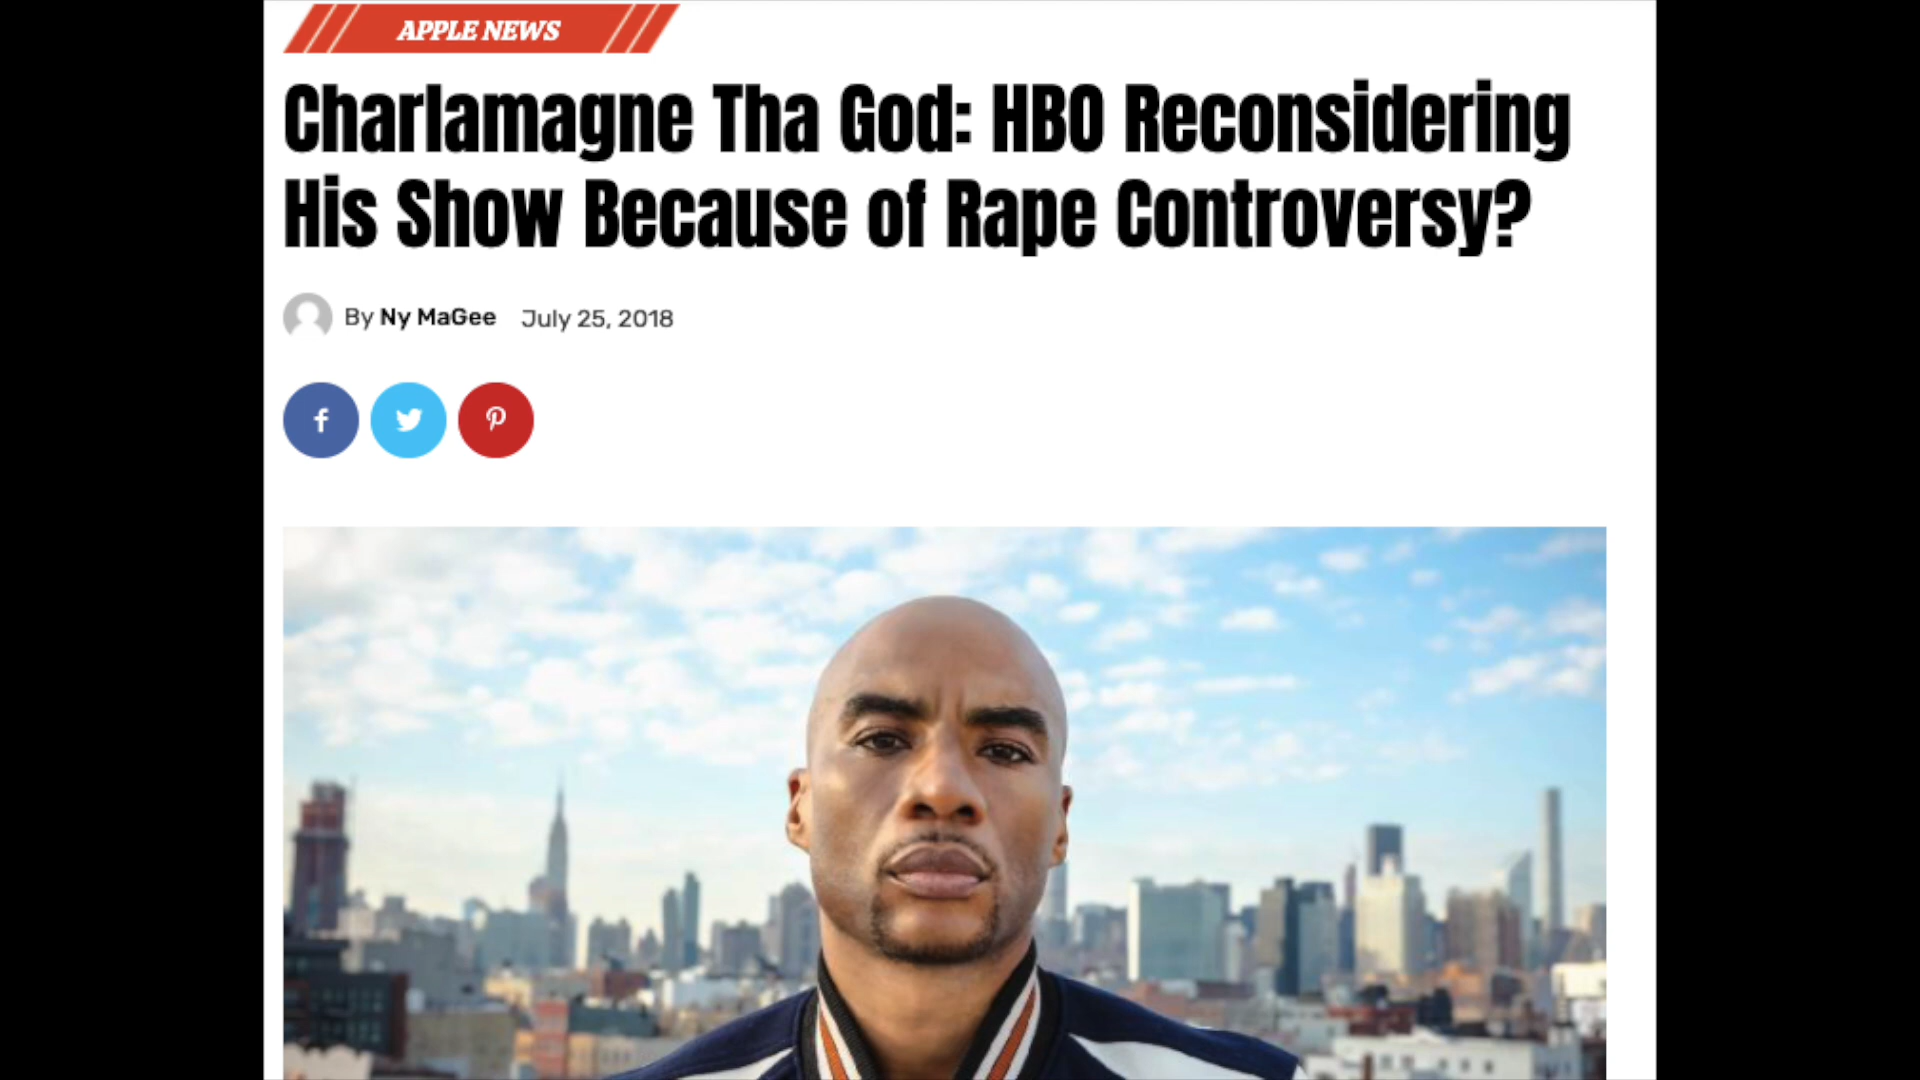 APPLE NEWS
Charlamagne Tha God: HBO Reconsidering
His Show Because of Rape Controversy?
By Ny MaGee July 25, 2018